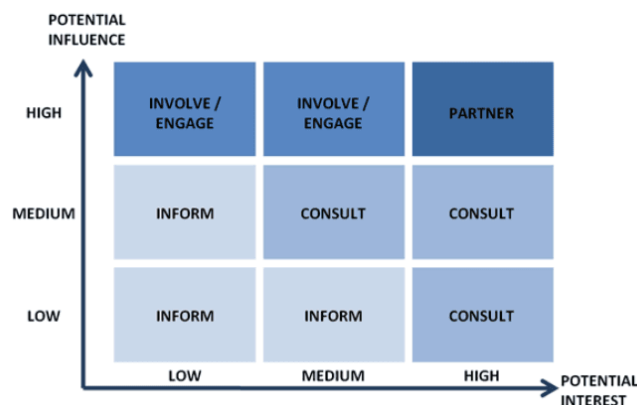 POTENTIAL
INFLUENCE
HIGH
INVOLVE /
ENGAGE
INVOLVE /
ENGAGE
PARTNER
MEDIUM
INFORM
CONSULT
CONSULT
LOW
INFORM
INFORM
CONSULT
LOW
MEDIUM
HIGH
POTENTIAL
INTEREST